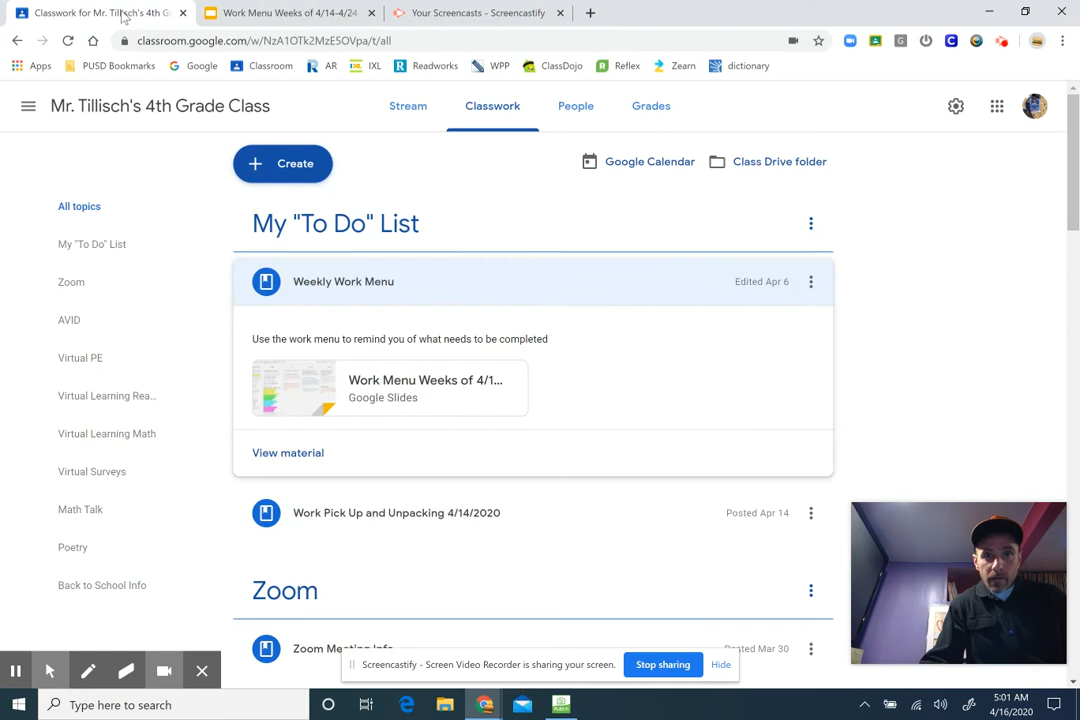 Classwork for Mr. Tillisch's 4th Gr
Work Menu Weeks of 4/14-4/24
Your Screencasts - Screencastify
classroom.google.com/w/NzA1OTk2MzE5OVpa/t/all
Apps
PUSD Bookmarks
Google
Classroom
AR
IXL
Readworks
WPP
ClassDojo
Reflex
Zearn
dictionary
Mr. Tillisch's 4th Grade Class
Stream
Classwork
People
Grades
Create
Google Calendar
Class Drive folder
All topics
My "To Do" List
Zoom
AVID
Virtual PE
Virtual Learning Rea...
Virtual Learning Math
Virtual Surveys
Math Talk
Poetry
Back to School Info
My "To Do" List
Weekly Work Menu
Edited Apr 6
Use the work menu to remind you of what needs to be completed
Work Menu Weeks of 4/1...
Google Slides
View material
Work Pick Up and Unpacking 4/14/2020
Posted Apr 14
Zoom
Zoom Meeting Info
Posted Mar 30
Screencastify - Screen Video Recorder is sharing your screen.
Stop sharing
Hide
Type here to search
5:01 AM
4/16/2020